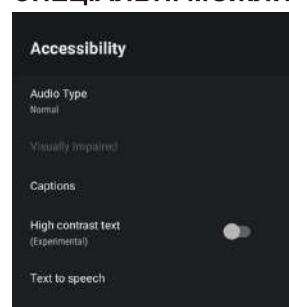 Accessibility
Audio Type
Normal
Visually Impaired
Captions
High contrast text
(Experimental)
Text to speech